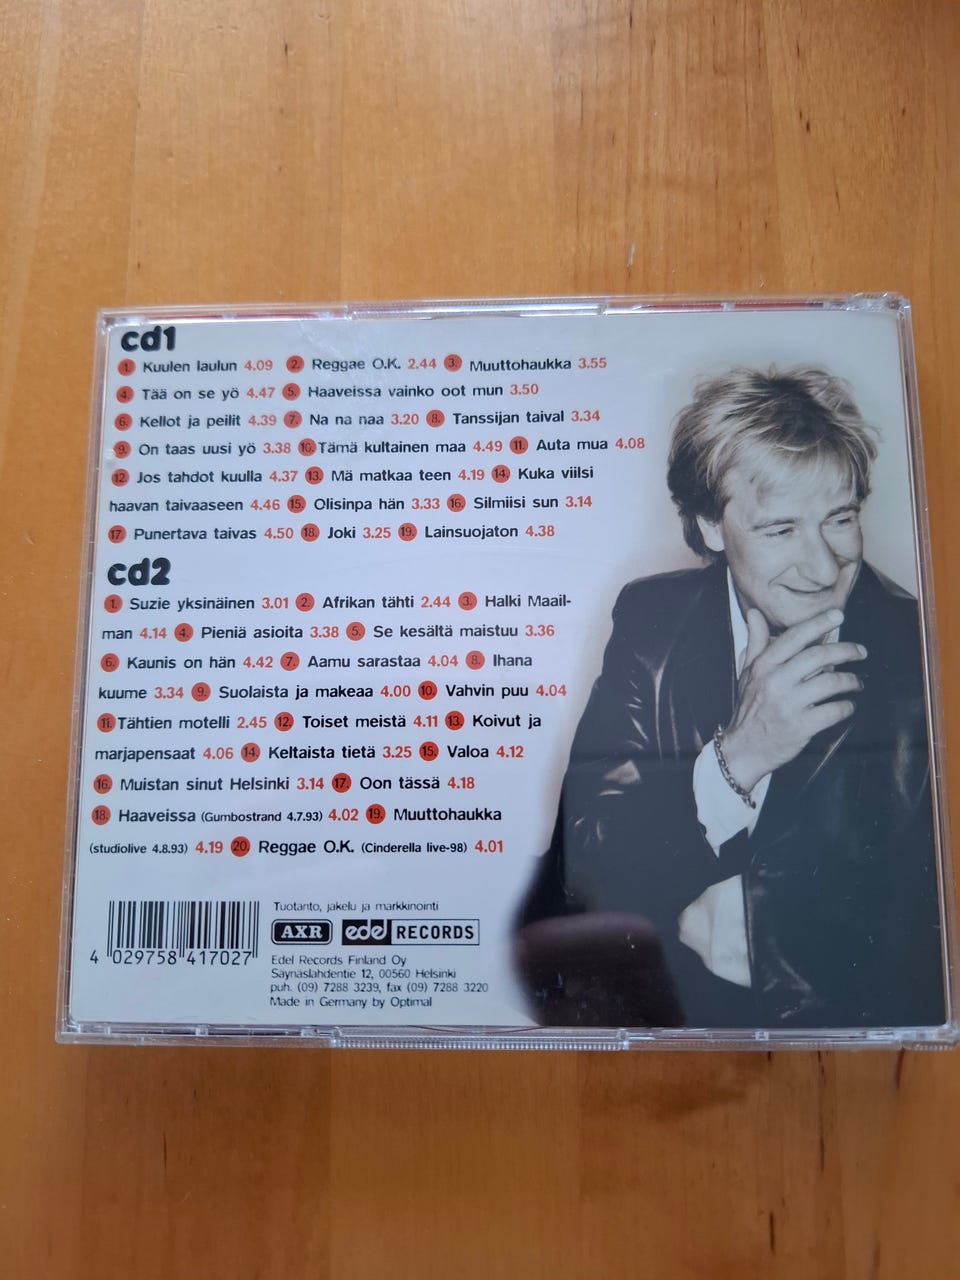 cd1
1. Kuulen laulun 4.09 2. Reggae O.K. 2.44 3. Muuttohaukka 3.55
4. Tää on se yö 4.47 5. Haaveissa vainko oot mun 3.50
6. Kellot ja peilit 4.39 7. Na na naa 3.20 8. Tanssijan taival 3.34
9. On taas uusi yö 3.38 10. Tämä kultainen maa 4.49 11. Auta mua 4.08
12. Jos tahdot kuulla 4.37 13. Mä matkaa teen 4.19 14. Kuka viilsi
haavan taivaaseen 4.46 15. Olisinpa hän 3.33 16. Silmiisi sun 3.14
17. Punertava taivas 4.50 18. Joki 3.25 19. Lainsuojaton 4.38
cd2
1. Suzie yksinäinen 3.01 2. Afrikan tähti 2.44 3. Halki Maail-
man 4.14 4. Pieniä asioita 3.38 5. Se kesältä maistuu 3.36
6. Kaunis on hän 4.42 7. Aamu sarastaa 4.04 8. Ihana
kuume 3.34 9. Suolaista ja makeaa 4.00 10. Vahvin puu 4.04
11. Tähtien motelli 2.45 12. Toiset meistä 4.11 13. Koivut ja
marjapensaat 4.06 14. Keltaista tietä 3.25 15. Valoa 4.12
16. Muistan sinut Helsinki 3.14 17. Oon tässä 4.18
18. Haaveissa (Gumbostrand 4.7.93) 4.02 19. Muuttohaukka
(studiolive 4.8.93) 4.19 20. Reggae O.K. (Cinderella live-98) 4.01
Tuotanto, jakelu ja markkinointi
AXR edel RECORDS
4 029758 417027
Edel Records Finland Oy
Säynäslahdentie 12, 00560 Helsinki
puh. (09) 7288 3239, fax (09) 7288 3220
Made in Germany by Optimal